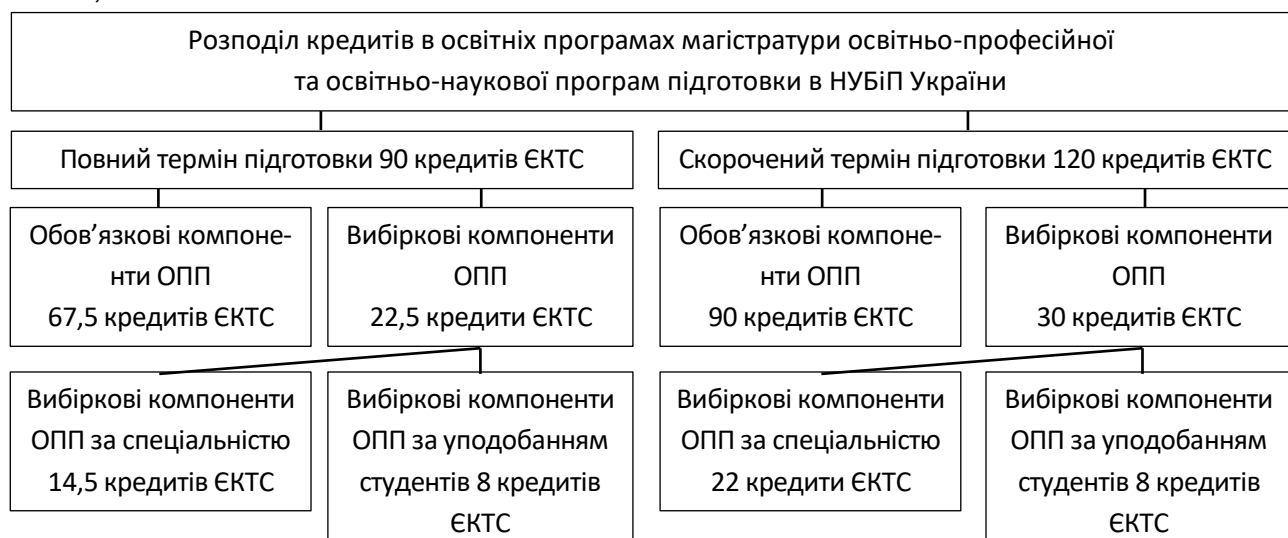 Розподіл кредитів в освітніх програмах магістратури освітньо-професійної
та освітньо-наукової програм підготовки в НУБіП України
Повний термін підготовки 90 кредитів ЄКТС
Скорочений термін підготовки 120 кредитів ЄКТС
Обов’язкові компоне-
нти ОПП
67,5 кредитів ЄКТС
Вибіркові компоненти
ОПП
22,5 кредити ЄКТС
Обов’язкові компоне-
нти ОПП
90 кредитів ЄКТС
Вибіркові компоненти
ОПП
30 кредитів ЄКТС
Вибіркові компоненти
ОПП за спеціальністю
14,5 кредитів ЄКТС
Вибіркові компоненти
ОПП за уподобанням
студентів 8 кредитів
ЄКТС
Вибіркові компоненти
ОПП за спеціальністю
22 кредити ЄКТС
Вибіркові компоненти
ОПП за уподобанням
студентів 8 кредитів
ЄКТС